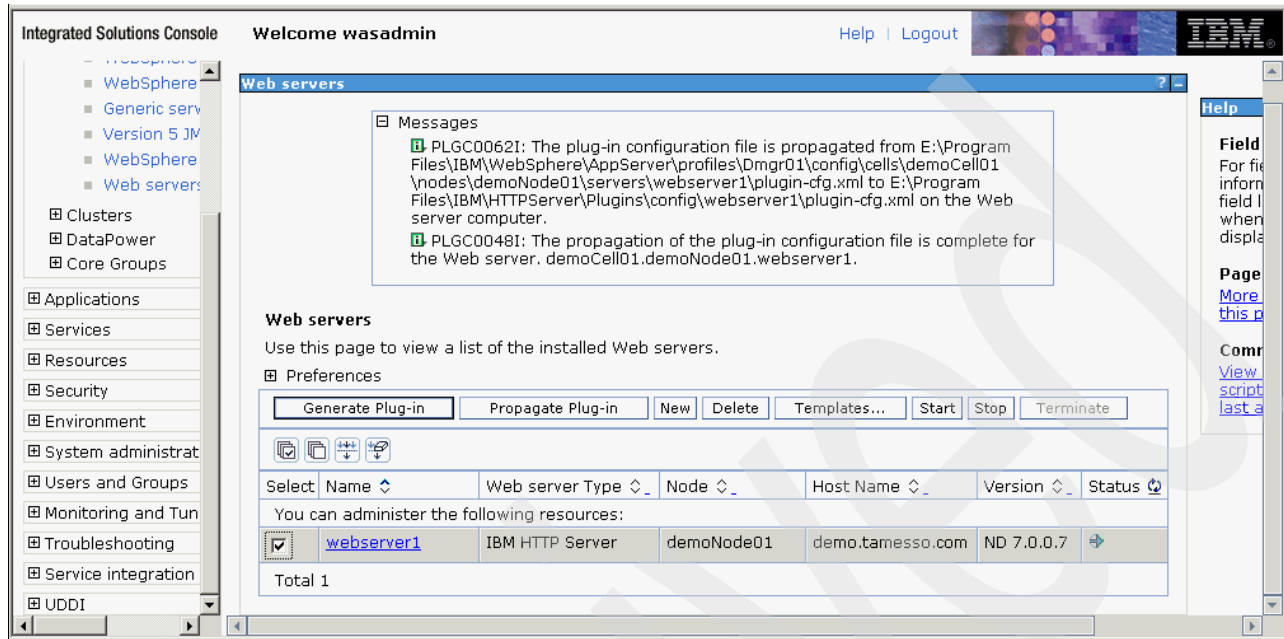 Integrated Solutions Console
Welcome wasadmin
Help | Logout
IBM®
WebSphere
WebSphere
Generic serv
Version 5 JM
WebSphere
Web servers
Clusters
DataPower
Core Groups
Applications
Services
Resources
Security
Environment
System administrat
Users and Groups
Monitoring and Tun
Troubleshooting
Service integration
UDDI
Web servers
? -
Messages
PLGC0062I: The plug-in configuration file is propagated from E:\Program
Files\IBM\WebSphere\AppServer\profiles\Dmgr01\config\cells\demoCell01
\nodes\demoNode01\servers\webserver1\plugin-cfg.xml to E:\Program
Files\IBM\HTTPServer\Plugins\config\webserver1\plugin-cfg.xml on the Web
server computer.
PLGC0048I: The propagation of the plug-in configuration file is complete for
the Web server. demoCell01.demoNode01.webserver1.
Web servers
Use this page to view a list of the installed Web servers.
Preferences
Generate Plug-in Propagate Plug-in New Delete Templates... Start Stop Terminate
Select Name Web server Type Node Host Name Version Status
You can administer the following resources:
webserver1 IBM HTTP Server demoNode01 demo.tamesso.com ND 7.0.0.7
Total 1
Help
Field
For fie
inforn
field l
when
displa
Page
More
this p
Comr
View
script
last a